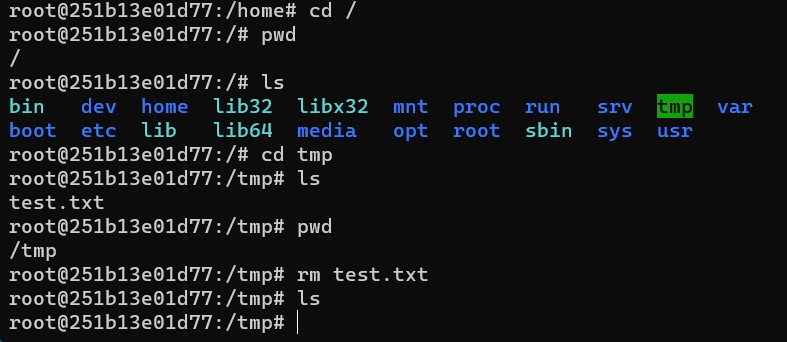 root@251b13e01d77:/home# cd /
root@251b13e01d77:/# pwd
/
root@251b13e01d77:/# ls
bin   dev  home  lib32  libx32  mnt  proc  run   srv  tmp  var
boot  etc  lib   lib64  media   opt  root  sbin  sys  usr
root@251b13e01d77:/# cd tmp
root@251b13e01d77:/tmp# ls
test.txt
root@251b13e01d77:/tmp# pwd
/tmp
root@251b13e01d77:/tmp# rm test.txt
root@251b13e01d77:/tmp# ls
root@251b13e01d77:/tmp#